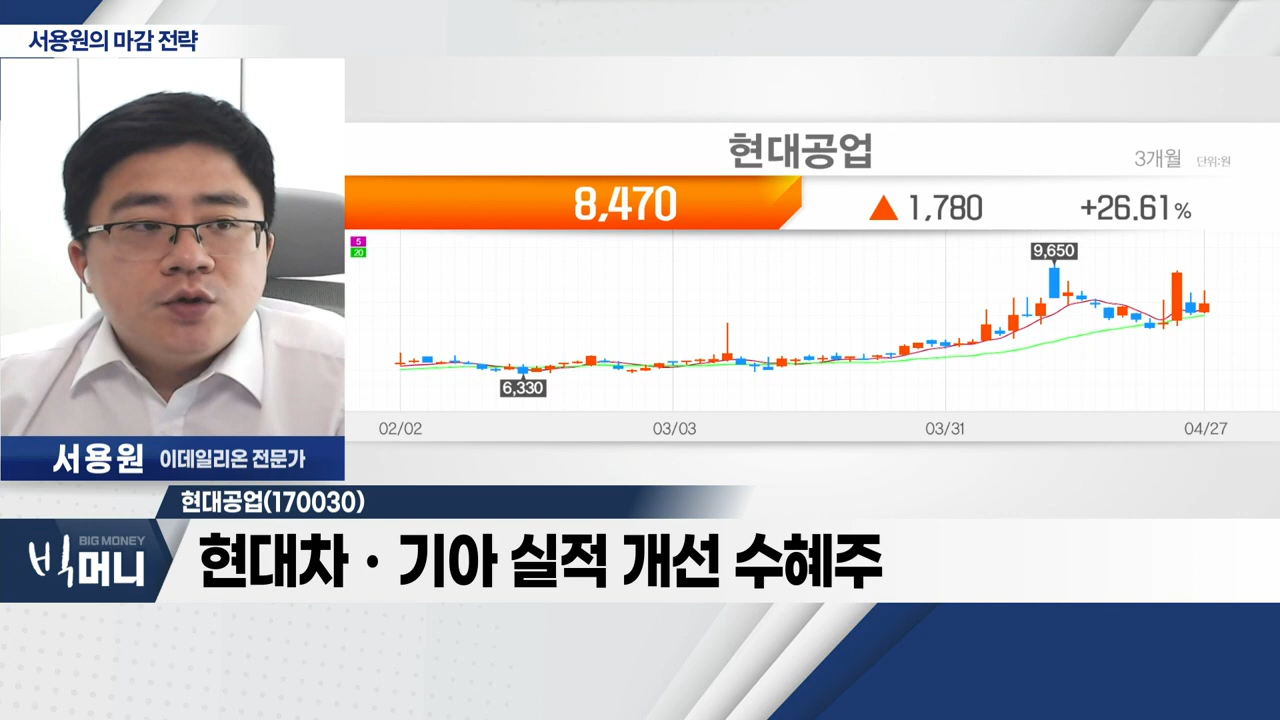 서용원의 마감 전략
현대공업
3개월 단위:원
8,470 ▲ 1,780 +26.61%
5
20
9,650
6,330
02/02 03/03 03/31 04/27
서용원 이데일리온 전문가
현대공업(170030)
BIG MONEY
빅머니
현대차·기아 실적 개선 수혜주